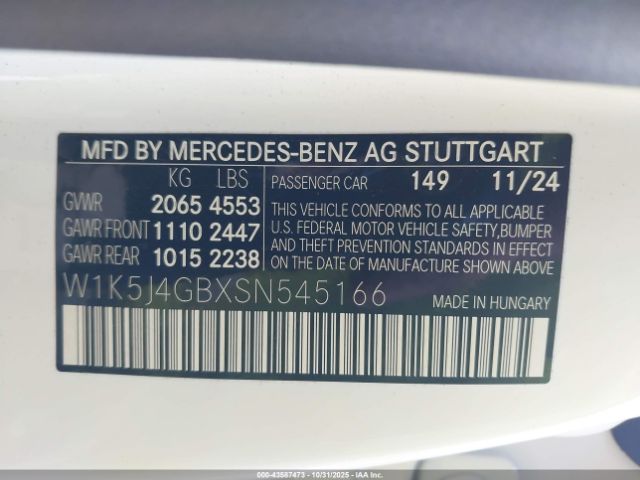 MFD BY MERCEDES-BENZ AG STUTTGART
KG LBS
GVWR 2065 4553
GAWR FRONT 1110 2447
GAWR REAR 1015 2238
PASSENGER CAR 149 11/24
THIS VEHICLE CONFORMS TO ALL APPLICABLE
U.S. FEDERAL MOTOR VEHICLE SAFETY,BUMPER
AND THEFT PREVENTION STANDARDS IN EFFECT
ON THE DATE OF MANUFACTURE SHOWN ABOVE
W1K5J4GBXSN545166
MADE IN HUNGARY
000-43587473 - 10/31/2025 - IAAI.COM